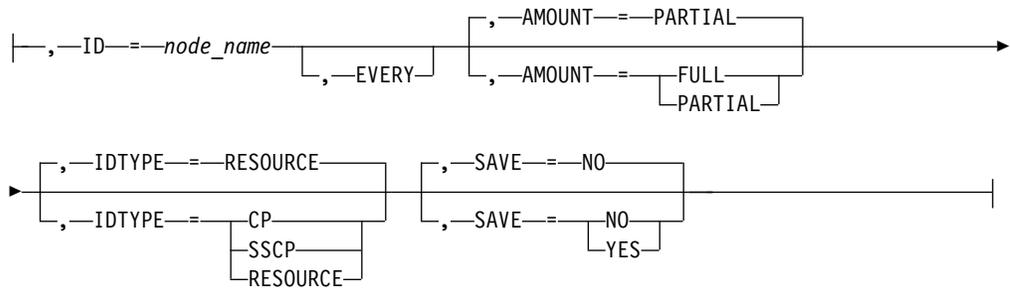 , AMOUNT = PARTIAL
, ID = node_name
, EVERY
, AMOUNT = FULL
PARTIAL
, IDTYPE = RESOURCE
, SAVE = NO
, IDTYPE = CP
SSCP
RESOURCE
, SAVE = NO
YES